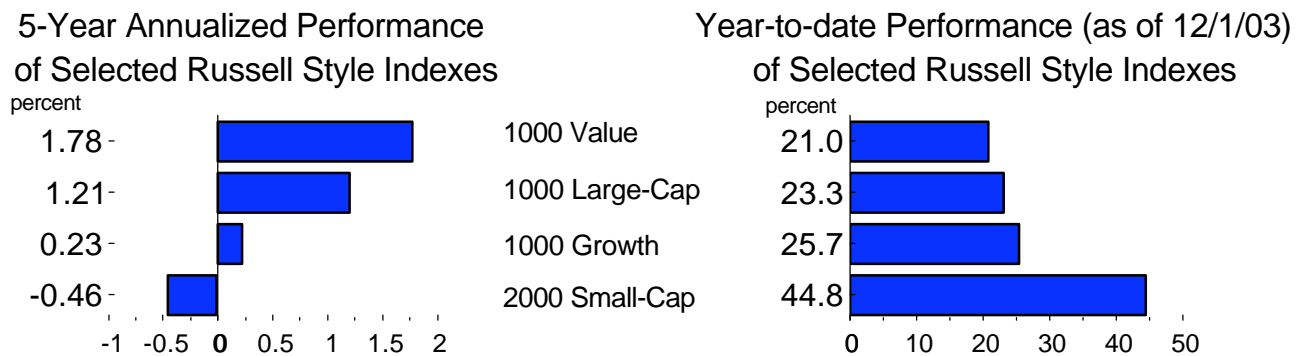 5-Year Annualized Performance
of Selected Russell Style Indexes
percent
1.78
1.21
0.23
-0.46
-1 -0.5 0 0.5 1 1.5 2
1000 Value
1000 Large-Cap
1000 Growth
2000 Small-Cap
Year-to-date Performance (as of 12/1/03)
of Selected Russell Style Indexes
percent
21.0
23.3
25.7
44.8
0 10 20 30 40 50